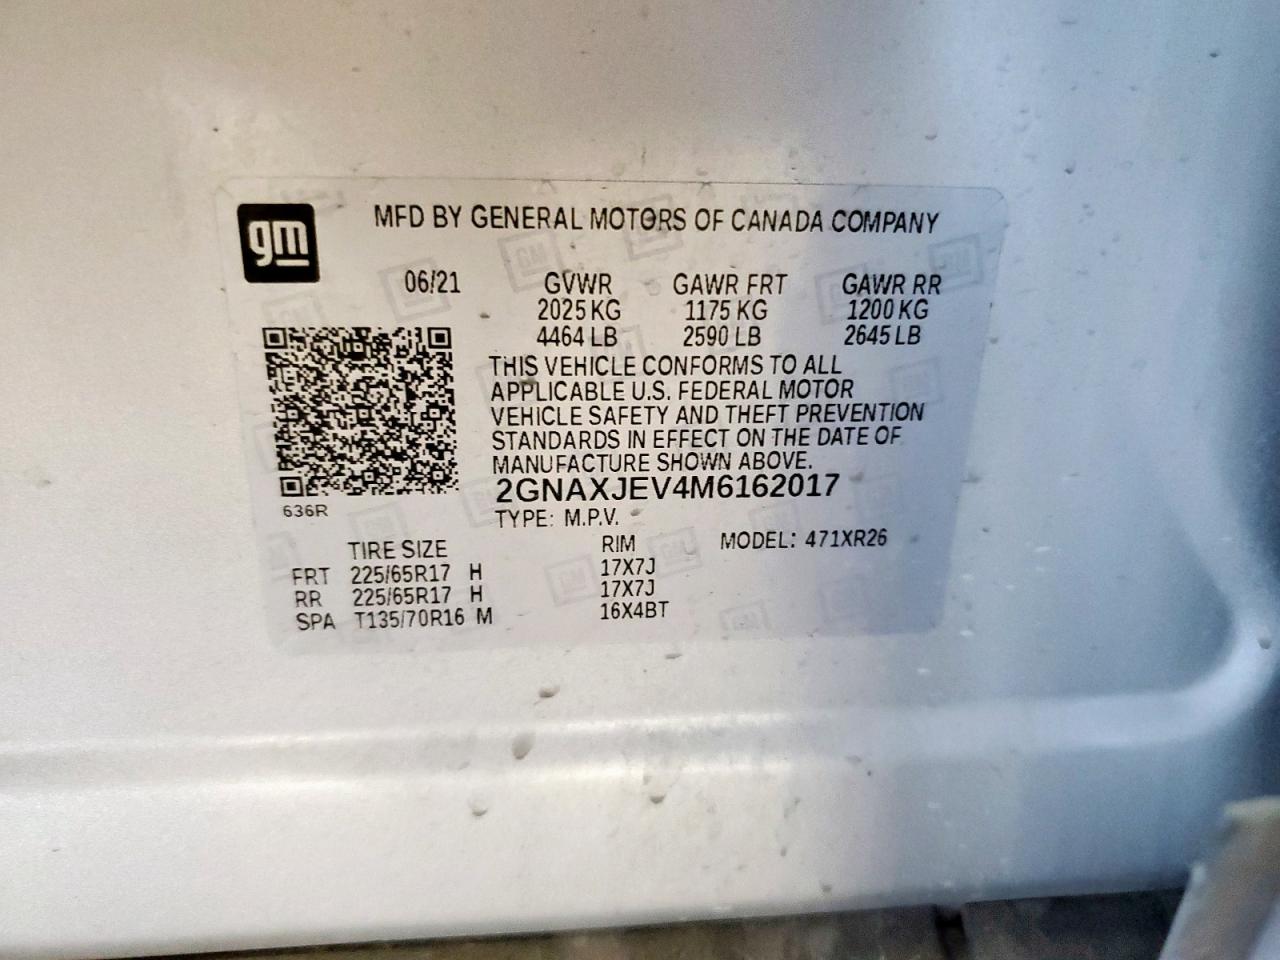 gm
MFD BY GENERAL MOTORS OF CANADA COMPANY
06/21 GVWR GAWR FRT GAWR RR
2025 KG 1175 KG 1200 KG
4464 LB 2590 LB 2645 LB
THIS VEHICLE CONFORMS TO ALL
APPLICABLE U.S. FEDERAL MOTOR
VEHICLE SAFETY AND THEFT PREVENTION
STANDARDS IN EFFECT ON THE DATE OF
MANUFACTURE SHOWN ABOVE.
2GNAXJEV4M6162017
636R
TYPE: M.P.V.
TIRE SIZE RIM MODEL: 471XR26
FRT 225/65R17 H 17X7J
RR 225/65R17 H 17X7J
SPA T135/70R16 M 16X4BT